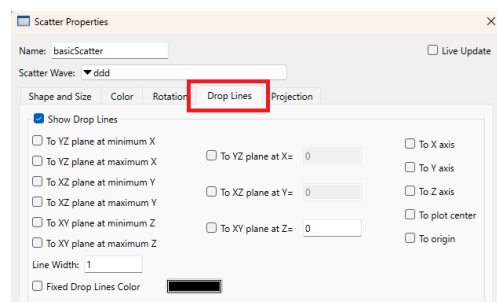 Scatter Properties
Name: basicScatter
Live Update
Scatter Wave: ddd
Shape and Size Color Rotation Drop Lines Projection
Show Drop Lines
To YZ plane at minimum X
To YZ plane at maximum X
To XZ plane at minimum Y
To XZ plane at maximum Y
To XY plane at minimum Z
To XY plane at maximum Z
To YZ plane at X= 0
To XZ plane at Y= 0
To XY plane at Z= 0
To X axis
To Y axis
To Z axis
To plot center
To origin
Line Width: 1
Fixed Drop Lines Color